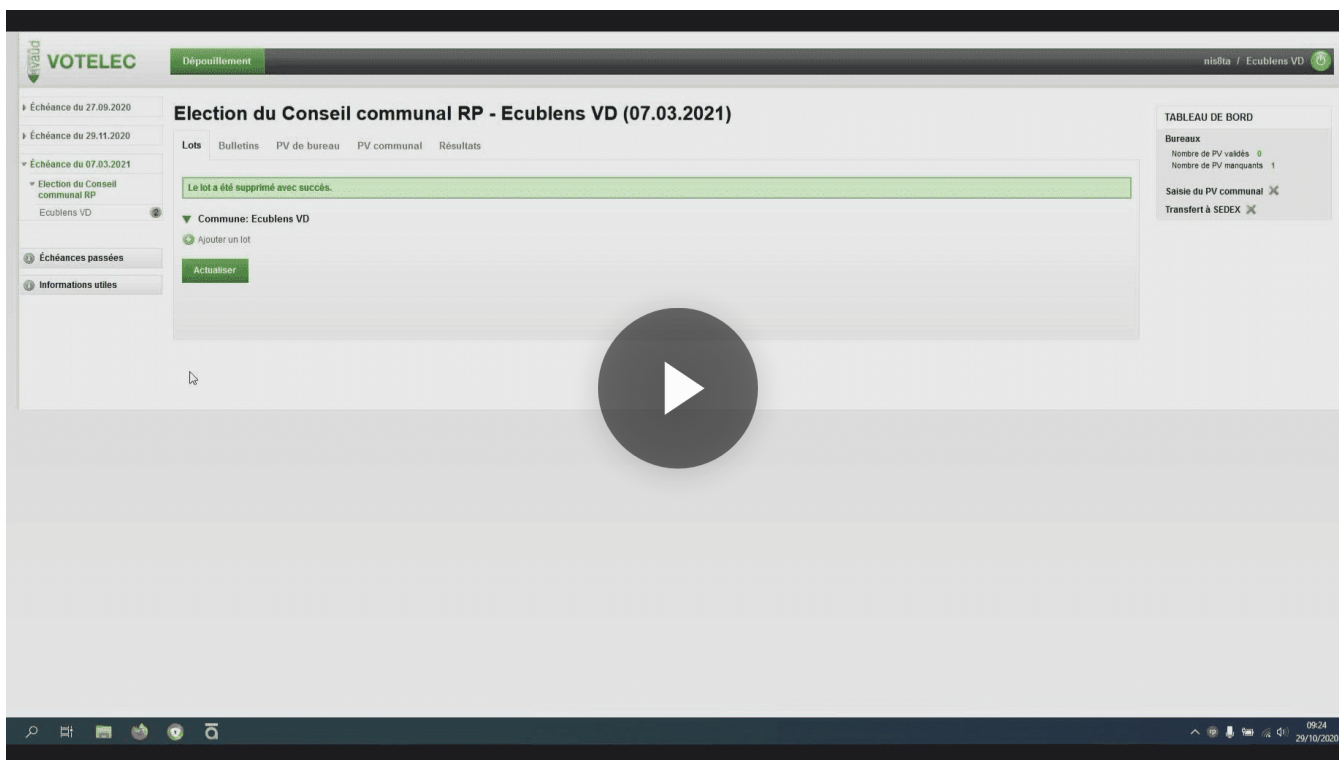 vaud
VOTELEC
Dépouillement
nis8ta / Ecublens VD
Échéance du 27.09.2020
Échéance du 29.11.2020
Échéance du 07.03.2021
Election du Conseil
communal RP
Ecublens VD
Échéances passées
Informations utiles
Election du Conseil communal RP - Ecublens VD (07.03.2021)
Lots Bulletins PV de bureau PV communal Résultats
Le lot a été supprimé avec succès.
Commune: Ecublens VD
Ajouter un lot
Actualiser
TABLEAU DE BORD
Bureaux
Nombre de PV validés 0
Nombre de PV manquants 1
Saisie du PV communal
Transfert à SEDEX
09:24
29/10/2020